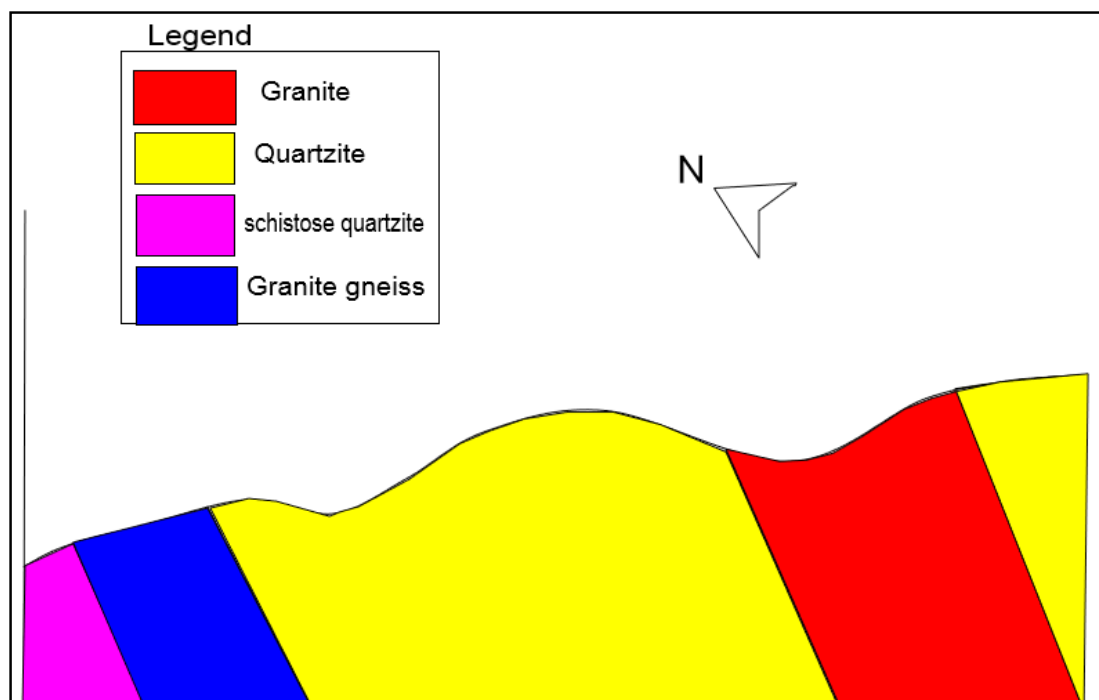 Legend
Granite
Quartzite
schistose quartzite
Granite gneiss
N